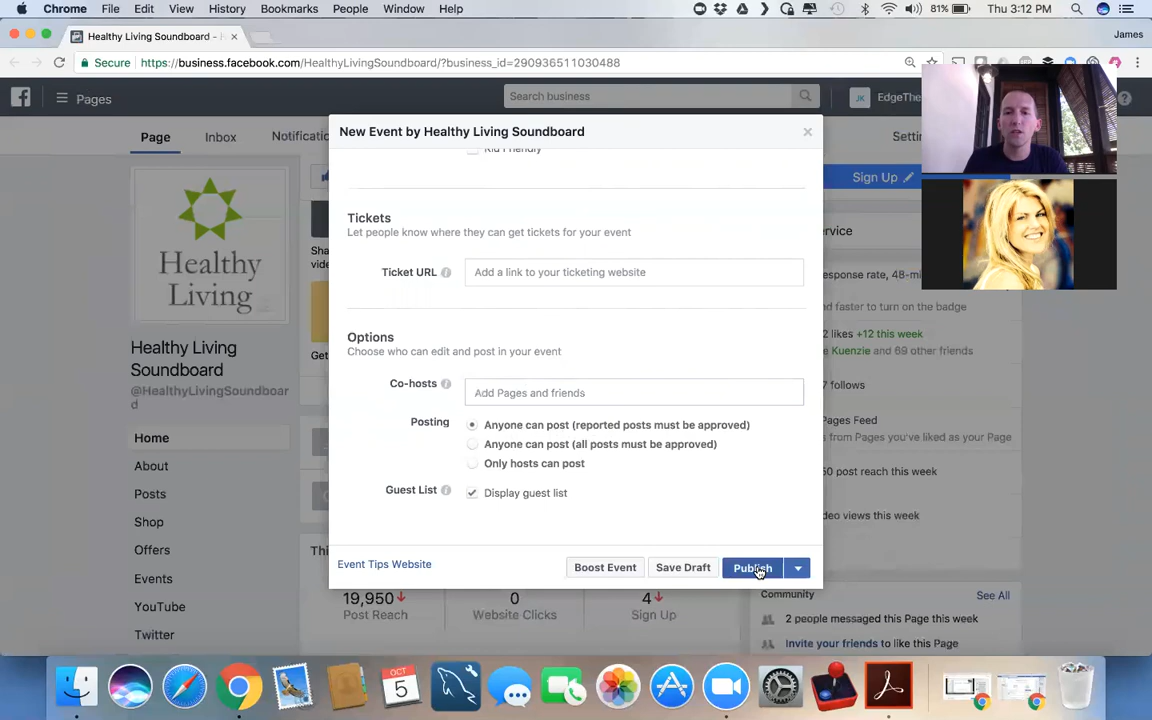 Chrome File Edit View History Bookmarks People Window Help 81% Thu 3:12 PM
Healthy Living Soundboard - James
Secure https://business.facebook.com/HealthyLivingSoundboard/?business_id=290936511030488
Pages Search business JK EdgeThe
Page Inbox Notificatio Settin
New Event by Healthy Living Soundboard
Kid Friendly
Sign Up
Healthy
Living
Tickets
Let people know where they can get tickets for your event
Ticket URL Add a link to your ticketing website
Options
Choose who can edit and post in your event
Co-hosts Add Pages and friends
Posting Anyone can post (reported posts must be approved)
Anyone can post (all posts must be approved)
Only hosts can post
Guest List Display guest list
Event Tips Website Boost Event Save Draft Publish
Healthy Living
Soundboard
@HealthyLivingSoundboar
d
Home
About
Posts
Shop
Offers
Events
YouTube
Twitter
Sha
vide
Get
Thi
19,950 0 4
Post Reach Website Clicks Sign Up
ervice
esponse rate, 48-mi
nd faster to turn on the badge
2 likes +12 this week
e Kuenzie and 69 other friends
7 follows
Pages Feed
s from Pages you've liked as your Page
50 post reach this week
ideo views this week
Community See All
2 people messaged this Page this week
Invite your friends to like this Page
OCT
5